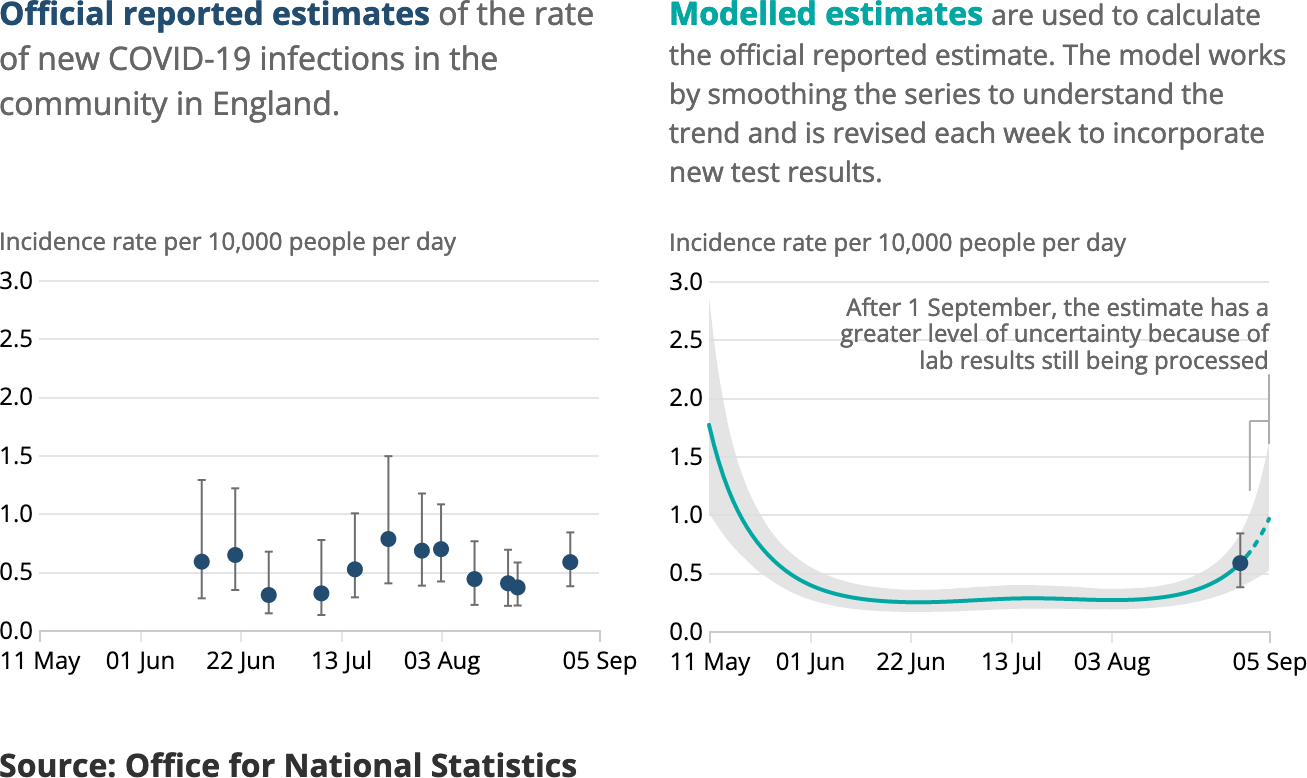 Official reported estimates of the rate
of new COVID-19 infections in the
community in England.
Incidence rate per 10,000 people per day
3.0
2.5
2.0
1.5
1.0
0.5
0.0
11 May 01 Jun 22 Jun 13 Jul 03 Aug 05 Sep
Modelled estimates are used to calculate
the official reported estimate. The model works
by smoothing the series to understand the
trend and is revised each week to incorporate
new test results.
Incidence rate per 10,000 people per day
3.0
After 1 September, the estimate has a
greater level of uncertainty because of
lab results still being processed
2.5
2.0
1.5
1.0
0.5
0.0
11 May 01 Jun 22 Jun 13 Jul 03 Aug 05 Sep
Source: Office for National Statistics